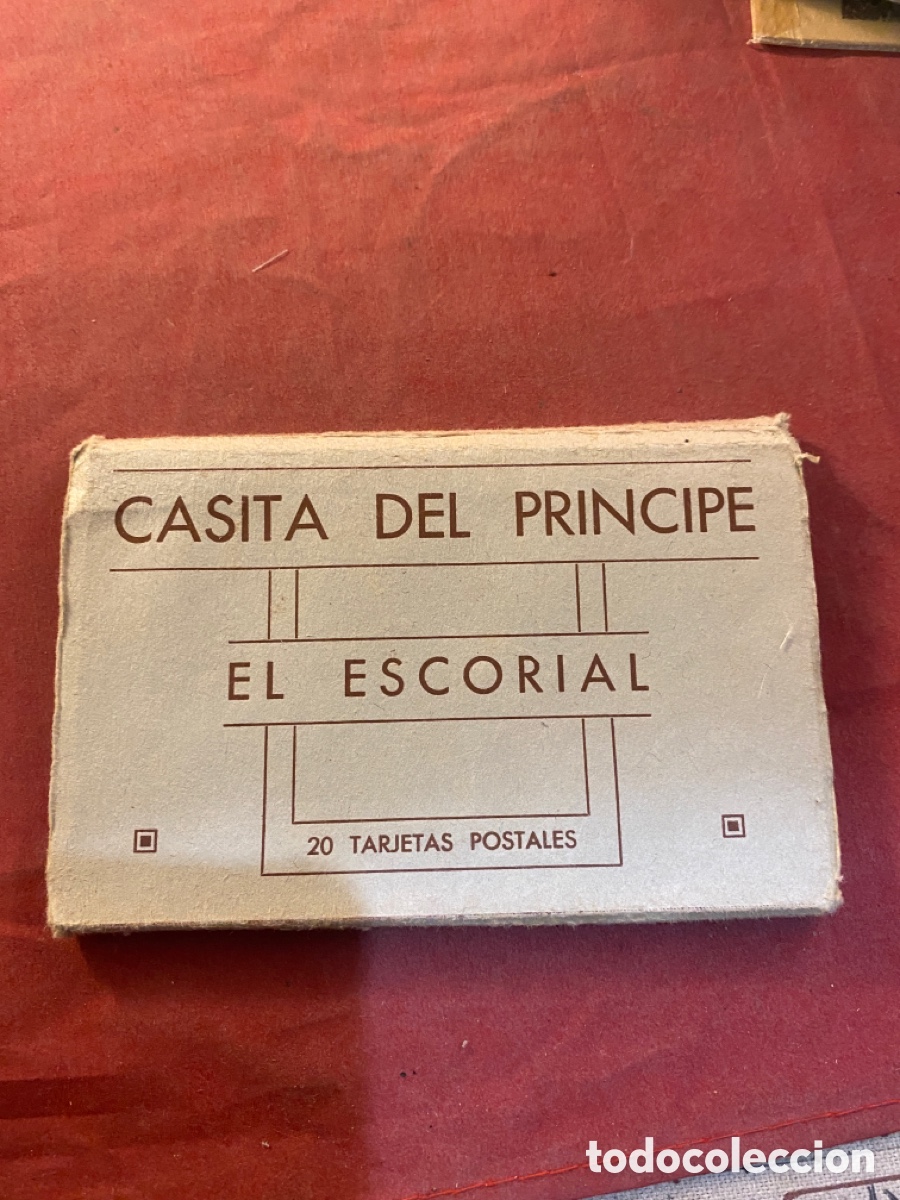 CASITA DEL PRINCIPE
EL ESCORIAL
20 TARJETAS POSTALES
todocoleccion